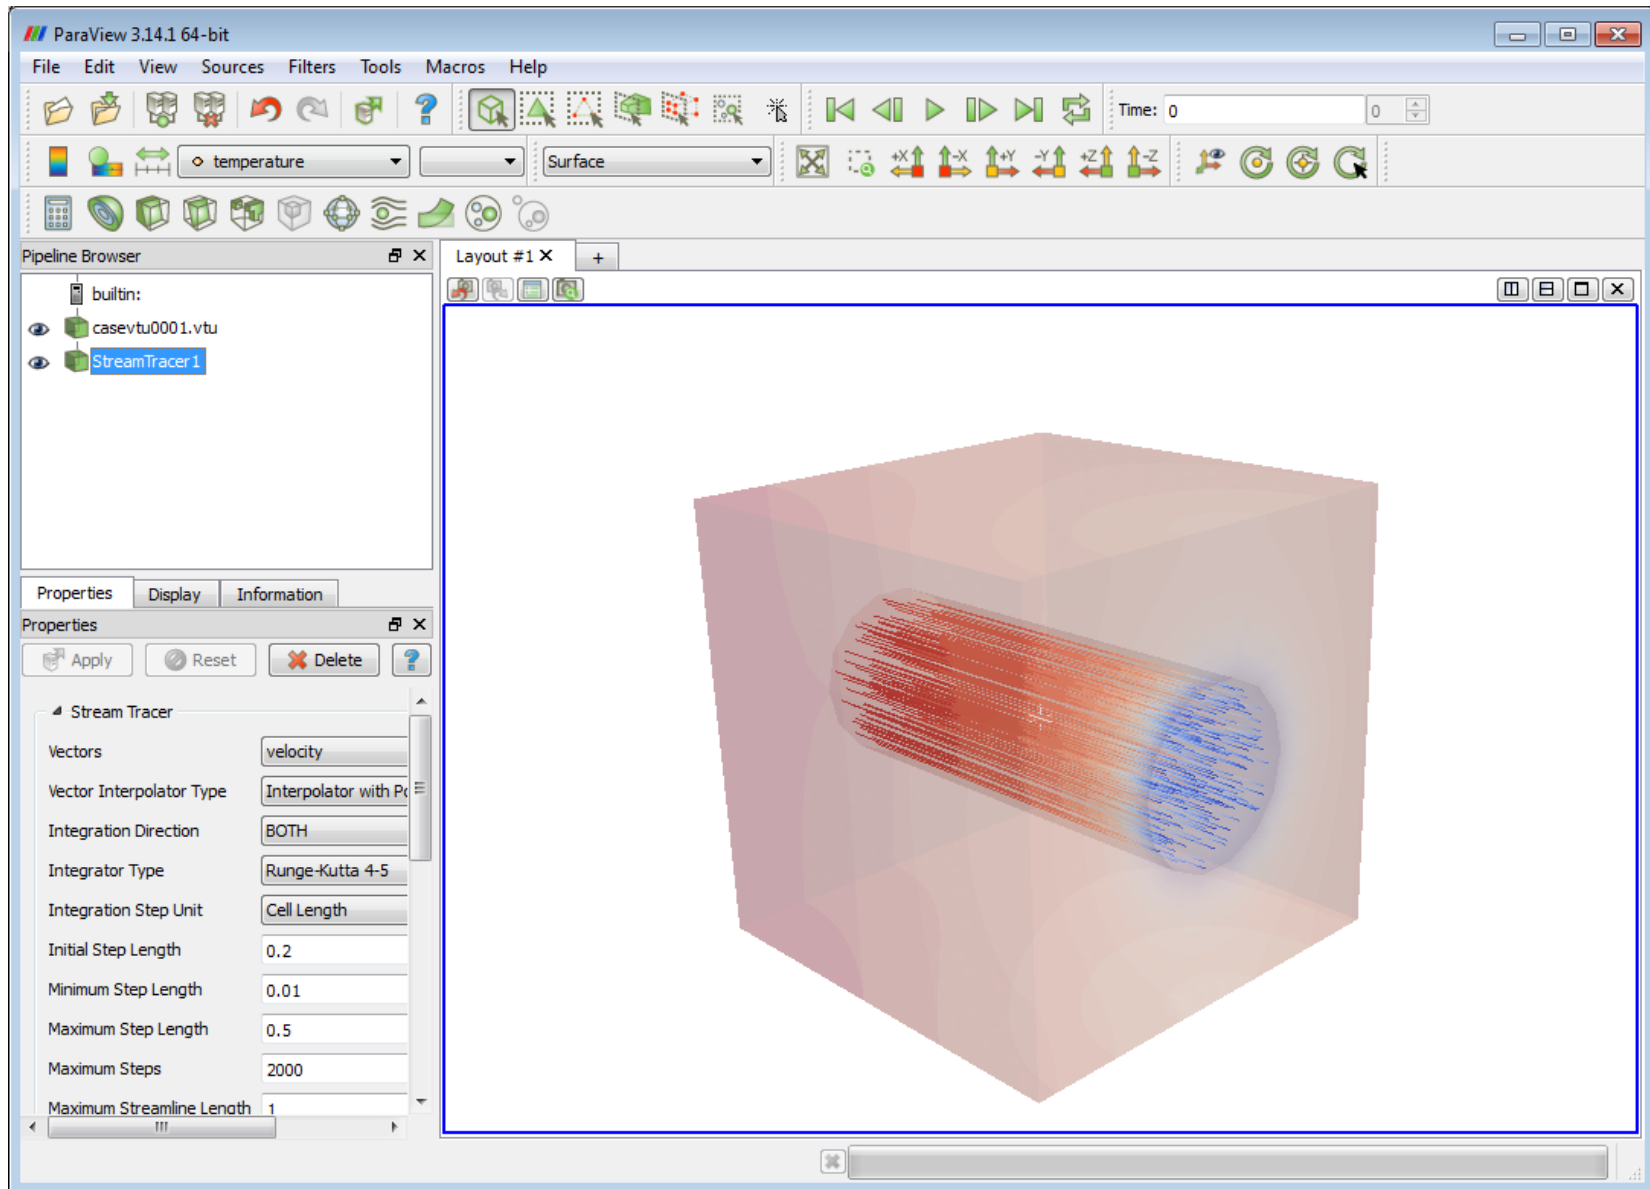 ParaView 3.14.1 64-bit
File Edit View Sources Filters Tools Macros Help
Time: 0 0
temperature Surface
+X -X +Y -Y +Z -Z
Pipeline Browser
Layout #1 +
builtin:
casevtu0001.vtu
StreamTracer1
Properties Display Information
Properties
Apply Reset Delete ?
Stream Tracer
Vectors velocity
Vector Interpolator Type Interpolator with Po
Integration Direction BOTH
Integrator Type Runge-Kutta 4-5
Integration Step Unit Cell Length
Initial Step Length 0.2
Minimum Step Length 0.01
Maximum Step Length 0.5
Maximum Steps 2000
Maximum Streamline Length 1